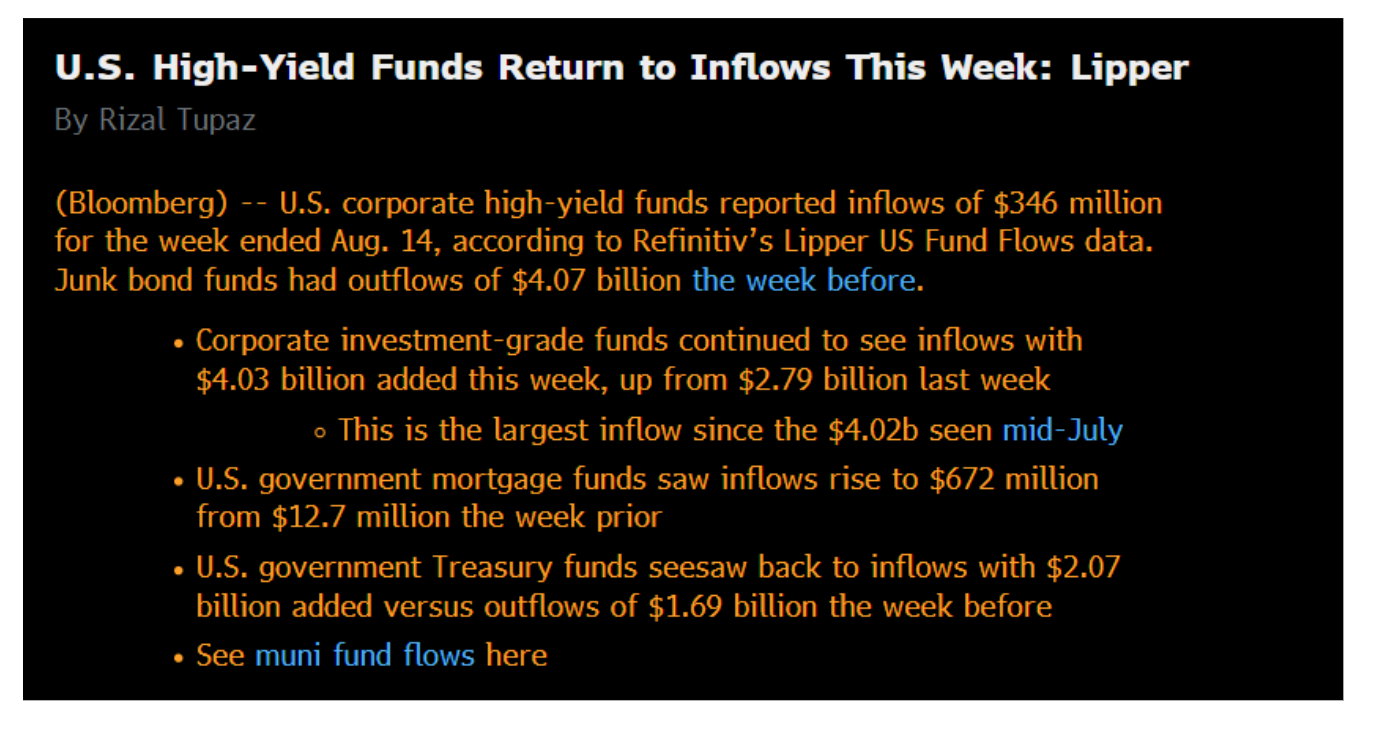 U.S. High-Yield Funds Return to Inflows This Week: Lipper
By Rizal Tupaz
(Bloomberg) -- U.S. corporate high-yield funds reported inflows of $346 million
for the week ended Aug. 14, according to Refinitiv’s Lipper US Fund Flows data.
Junk bond funds had outflows of $4.07 billion the week before.
• Corporate investment-grade funds continued to see inflows with
$4.03 billion added this week, up from $2.79 billion last week
◦ This is the largest inflow since the $4.02b seen mid-July
• U.S. government mortgage funds saw inflows rise to $672 million
from $12.7 million the week prior
• U.S. government Treasury funds seesaw back to inflows with $2.07
billion added versus outflows of $1.69 billion the week before
• See muni fund flows here